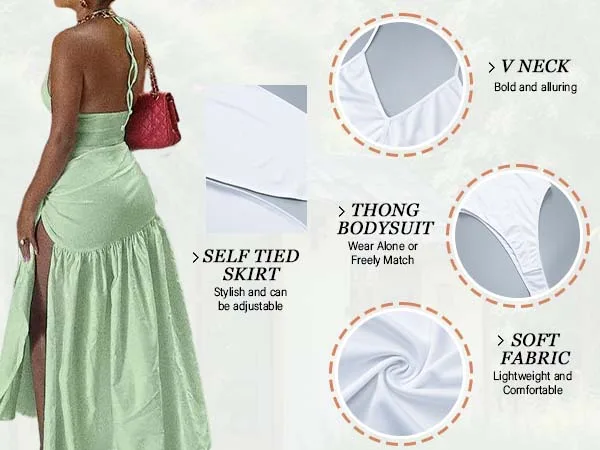 > V NECK
Bold and alluring
> THONG
BODYSUIT
Wear Alone or
Freely Match
> SELF TIED
SKIRT
Stylish and can
be adjustable
> SOFT
FABRIC
Lightweight and
Comfortable